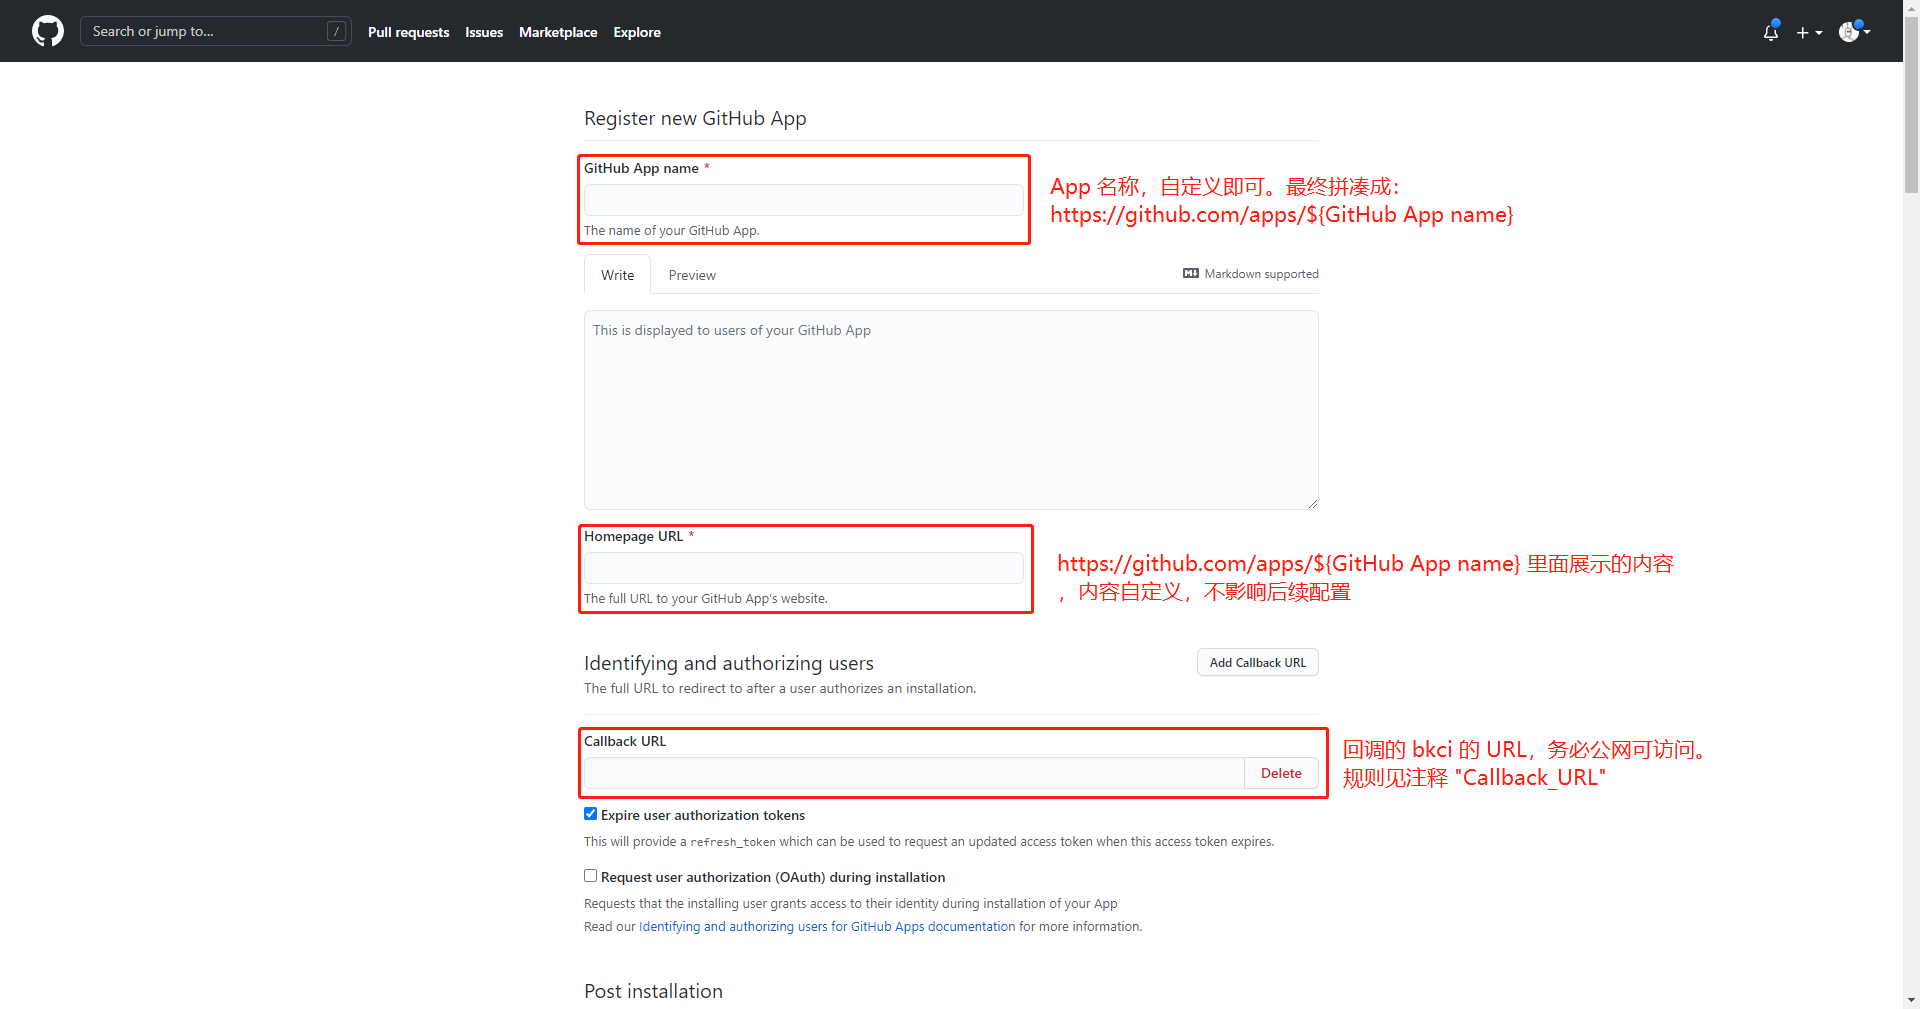 Search or jump to...
/
Pull requests
Issues
Marketplace
Explore
Register new GitHub App
GitHub App name *
The name of your GitHub App.
App 名称，自定义即可。最终拼凑成：
https://github.com/apps/${GitHub App name}
Write
Preview
Markdown supported
This is displayed to users of your GitHub App
Homepage URL *
The full URL to your GitHub App's website.
https://github.com/apps/${GitHub App name} 里面展示的内容
，内容自定义，不影响后续配置
Identifying and authorizing users
Add Callback URL
The full URL to redirect to after a user authorizes an installation.
Callback URL
Delete
回调的 bkci 的 URL，务必公网可访问。
规则见注释 "Callback_URL"
Expire user authorization tokens
This will provide a refresh_token which can be used to request an updated access token when this access token expires.
Request user authorization (OAuth) during installation
Requests that the installing user grants access to their identity during installation of your App
Read our Identifying and authorizing users for GitHub Apps documentation for more information.
Post installation